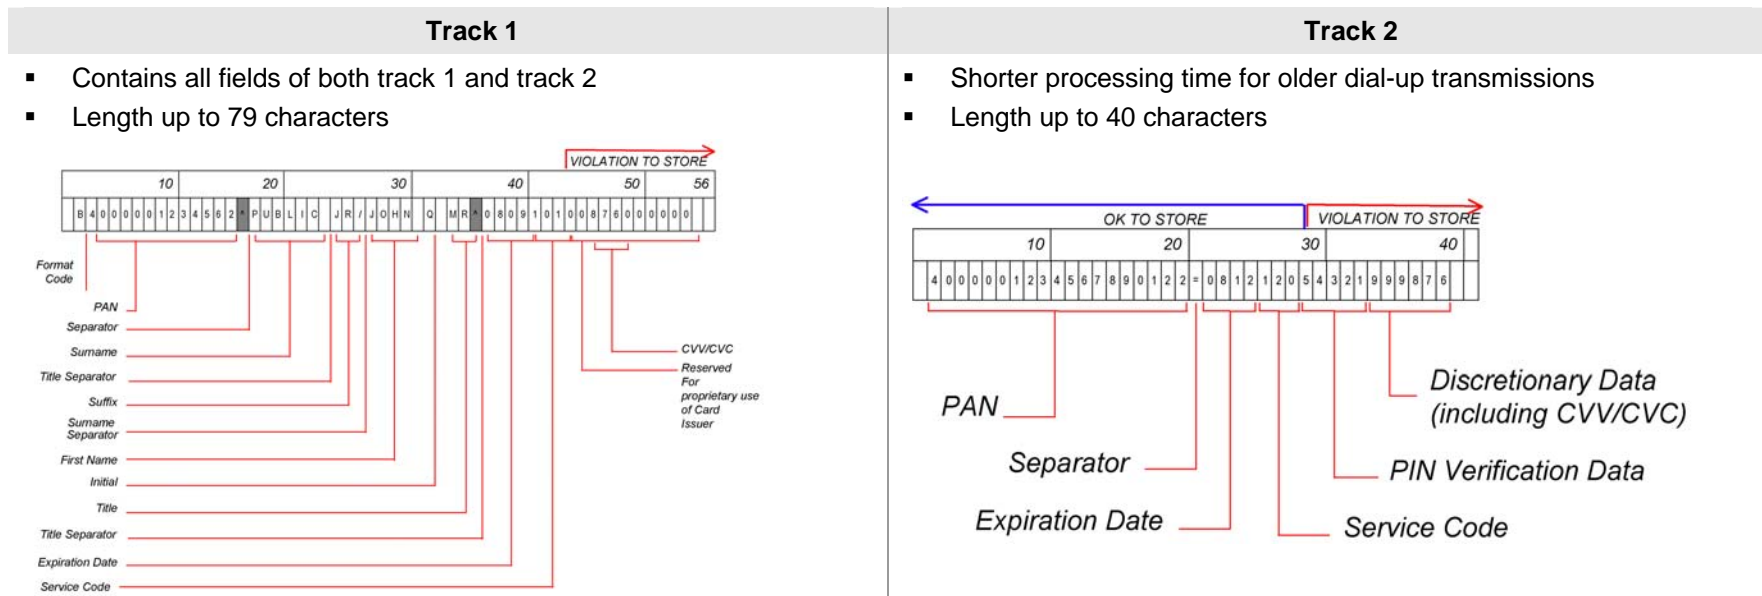 Track 1
Contains all fields of both track 1 and track 2
Length up to 79 characters
VIOLATION TO STORE
10 20 30 40 50 56
B 4 0 0 0 0 0 1 2 3 4 5 6 2 ^ P U B L I C J R / J O H N Q M R ^ 0 8 0 9 1 0 1 0 0 8 7 6 0 0 0 0 0 0
Format
Code
PAN
Separator
Surname
Title Separator
Suffix
Surname
Separator
First Name
Initial
Title
Title Separator
Expiration Date
Service Code
CVV/CVC
Reserved
For
proprietary use
of Card
Issuer
Track 2
Shorter processing time for older dial-up transmissions
Length up to 40 characters
OK TO STORE VIOLATION TO STORE
10 20 30 40
4 0 0 0 0 0 1 2 3 4 5 6 7 8 9 0 1 2 2 = 0 8 1 2 1 2 0 5 4 3 2 1 9 9 9 8 7 6
PAN
Separator
Expiration Date
Discretionary Data
(including CVV/CVC)
PIN Verification Data
Service Code